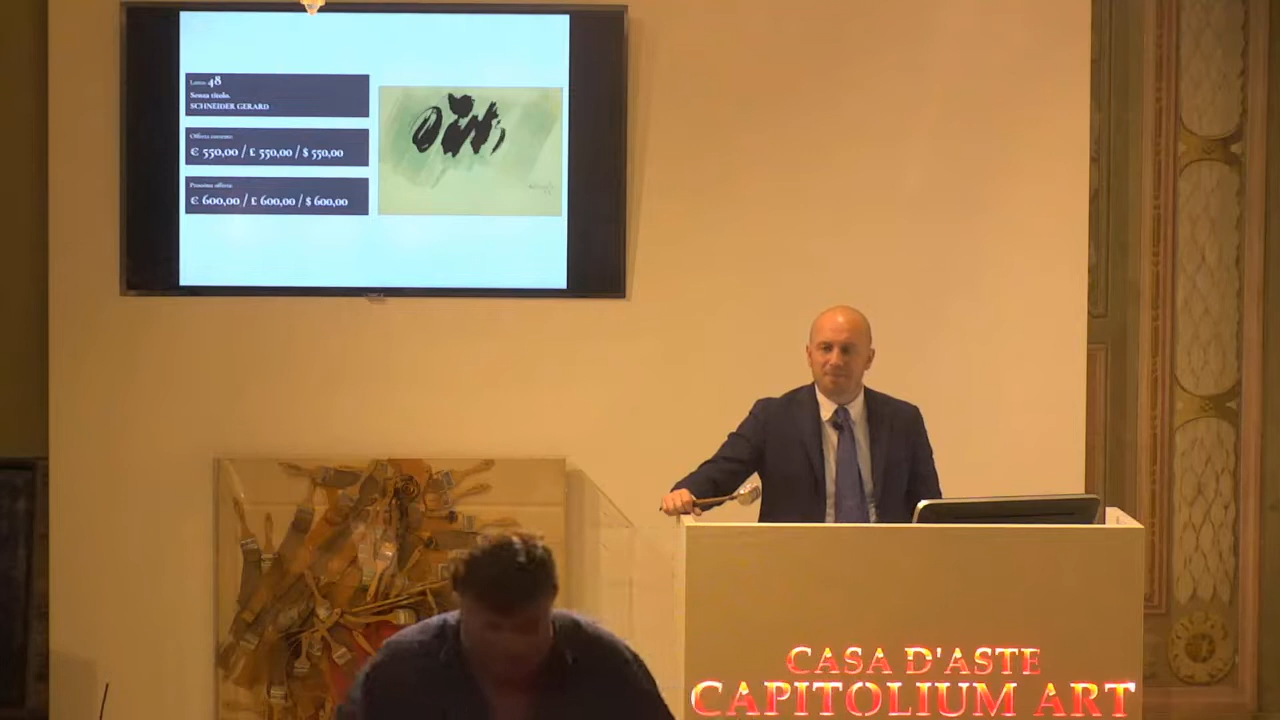 Lotto: 48
Senza titolo.
SCHNEIDER GERARD
Offerta corrente:
€ 550,00 / £ 550,00 / $ 550,00
Prossima offerta:
€ 600,00 / £ 600,00 / $ 600,00
CASA D'ASTE
CAPITOLIUM ART